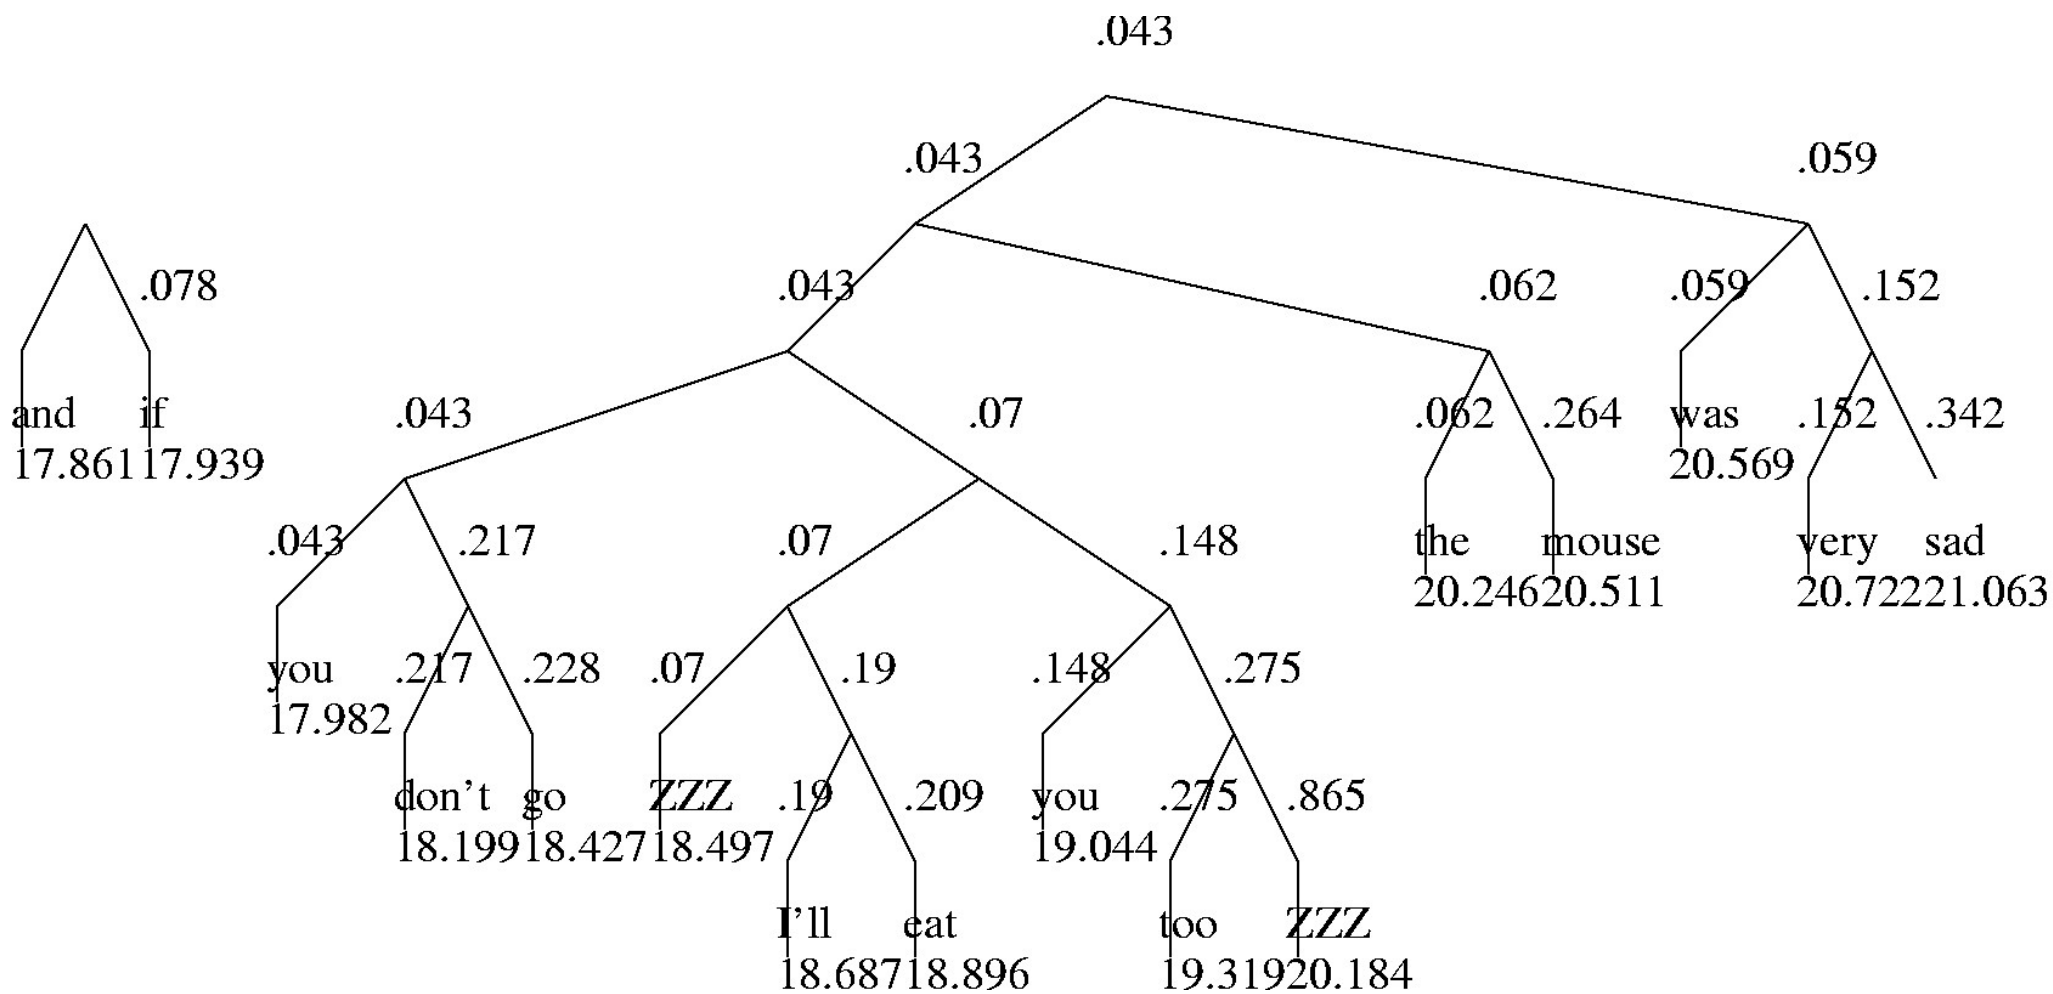 .043
.043 .059
.078 .043 .062 .059 .152
and if .043 .07 .062 .264 was .152 .342
17.861 17.939 20.569
.043 .217 .07 .148 the mouse very sad
20.246 20.511 20.722 21.063
you .217 .228 .07 .19 .148 .275
17.982
don't go ZZZ .19 .209 you .275 .865
18.199 18.427 18.497 19.044
I'll eat too ZZZ
18.687 18.896 19.319 20.184